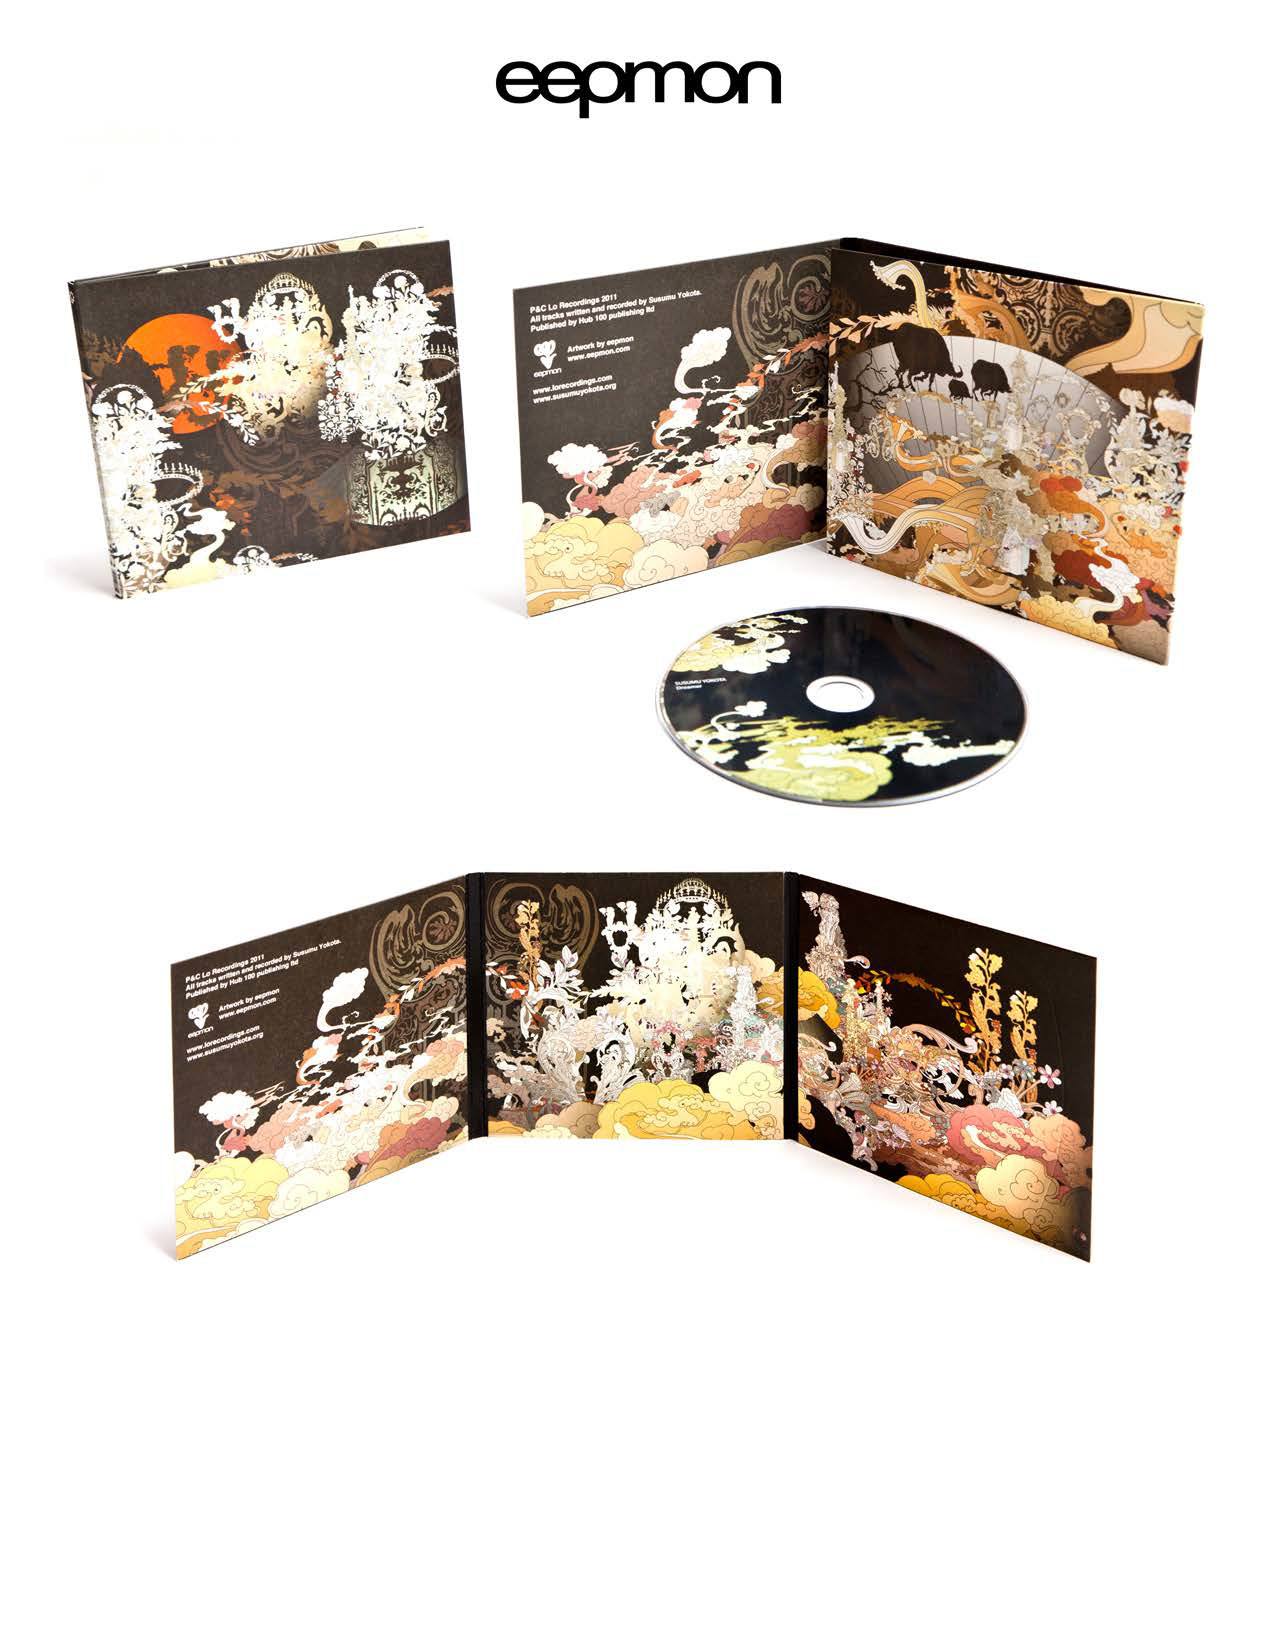 eepmon
P&C Lo Recordings 2011
All tracks written and recorded by Susumu Yokota.
Published by Hub 100 publishing ltd
Artwork by eepmon
www.eepmon.com
eepmon
www.lorecordings.com
www.susumuyokota.org
SUSUMU YOKOTA
Dreamer
P&C Lo Recordings 2011
All tracks written and recorded by Susumu Yokota.
Published by Hub 100 publishing ltd
Artwork by eepmon
www.eepmon.com
eepmon
www.lorecordings.com
www.susumuyokota.org